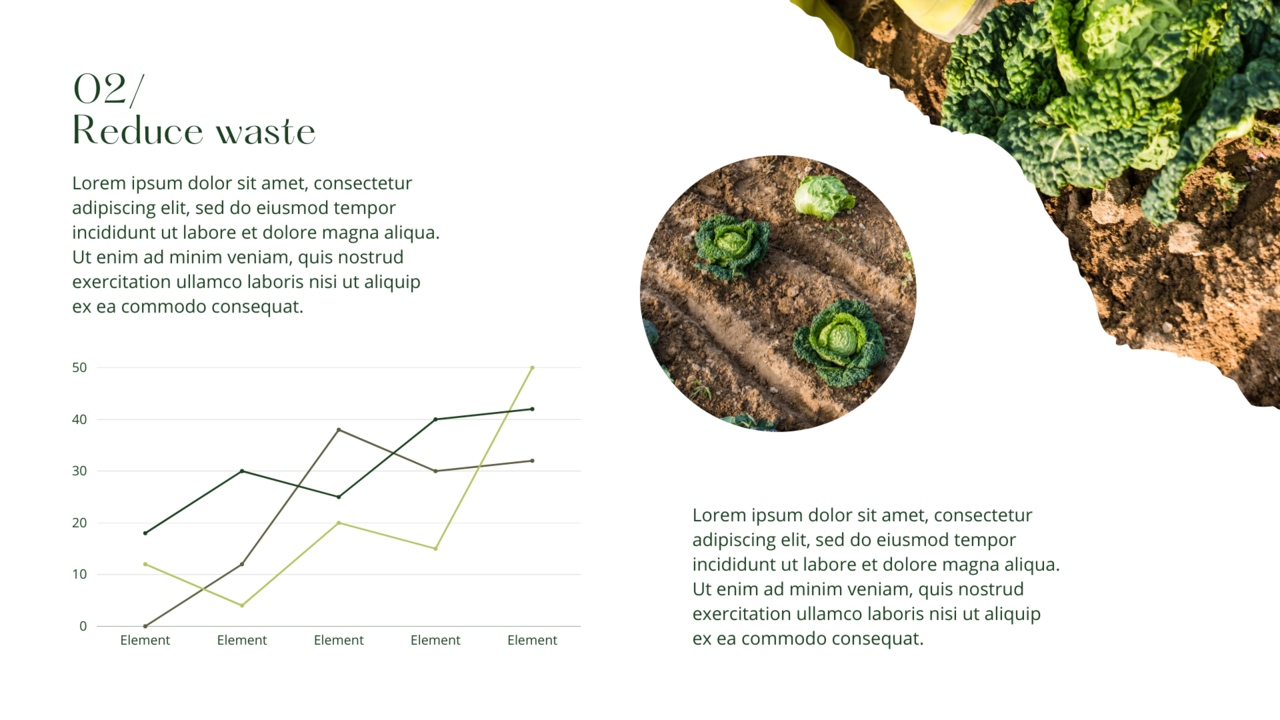 02/
Reduce waste
Lorem ipsum dolor sit amet, consectetur
adipiscing elit, sed do eiusmod tempor
incididunt ut labore et dolore magna aliqua.
Ut enim ad minim veniam, quis nostrud
exercitation ullamco laboris nisi ut aliquip
ex ea commodo consequat.
50
40
30
20
10
0
Element Element Element Element Element
Lorem ipsum dolor sit amet, consectetur
adipiscing elit, sed do eiusmod tempor
incididunt ut labore et dolore magna aliqua.
Ut enim ad minim veniam, quis nostrud
exercitation ullamco laboris nisi ut aliquip
ex ea commodo consequat.